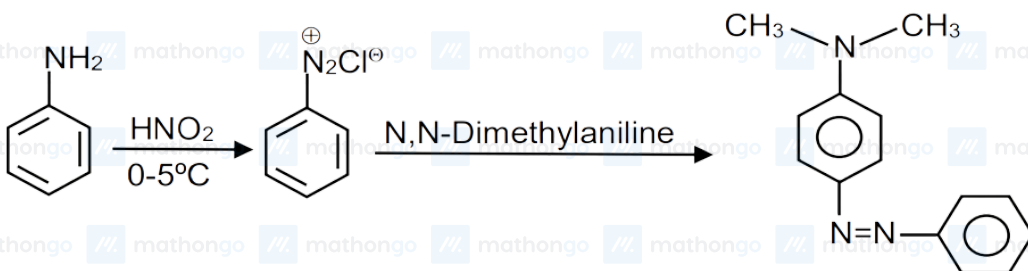 NH2
HNO2
0-5ºC
⊕
N2Cl⊖
N,N-Dimethylaniline
CH3 N CH3
N=N
mathongo